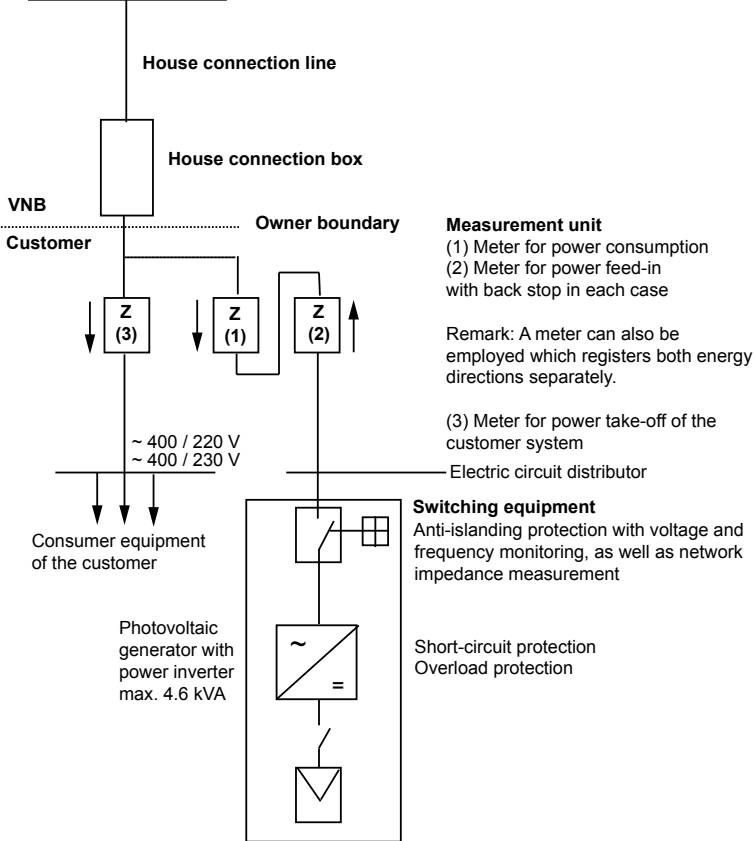 House connection line
House connection box
VNB
Owner boundary
Customer
Measurement unit
(1) Meter for power consumption
(2) Meter for power feed-in
with back stop in each case
Remark: A meter can also be
employed which registers both energy
directions separately.
(3) Meter for power take-off of the
customer system
Z
(3)
Z
(1)
Z
(2)
~ 400 / 220 V
~ 400 / 230 V
Electric circuit distributor
Consumer equipment
of the customer
Switching equipment
Anti-islanding protection with voltage and
frequency monitoring, as well as network
impedance measurement
Photovoltaic
generator with
power inverter
max. 4.6 kVA
~
=
Short-circuit protection
Overload protection